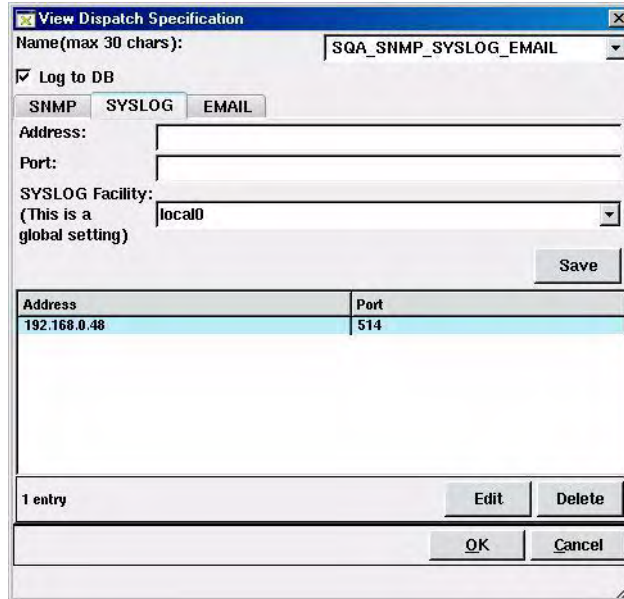 View Dispatch Specification
Name(max 30 chars): SQA_SNMP_SYSLOG_EMAIL
Log to DB
SNMP SYSLOG EMAIL
Address:
Port:
SYSLOG Facility:
(This is a local0
global setting)
Save
Address Port
192.168.0.48 514
1 entry Edit Delete
OK Cancel